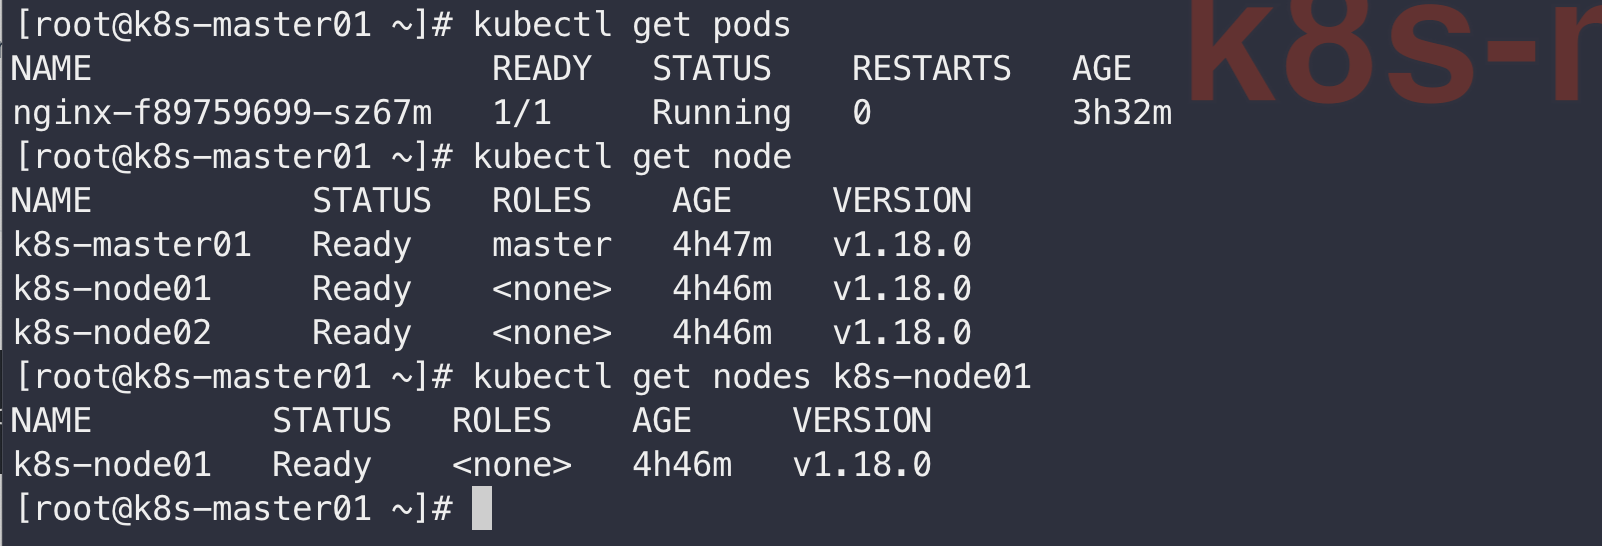 [root@k8s-master01 ~]# kubectl get pods
NAME                    READY   STATUS    RESTARTS   AGE
nginx-f89759699-sz67m   1/1     Running   0          3h32m
[root@k8s-master01 ~]# kubectl get node
NAME           STATUS   ROLES    AGE     VERSION
k8s-master01   Ready    master   4h47m   v1.18.0
k8s-node01     Ready    <none>   4h46m   v1.18.0
k8s-node02     Ready    <none>   4h46m   v1.18.0
[root@k8s-master01 ~]# kubectl get nodes k8s-node01
NAME         STATUS   ROLES    AGE     VERSION
k8s-node01   Ready    <none>   4h46m   v1.18.0
[root@k8s-master01 ~]#